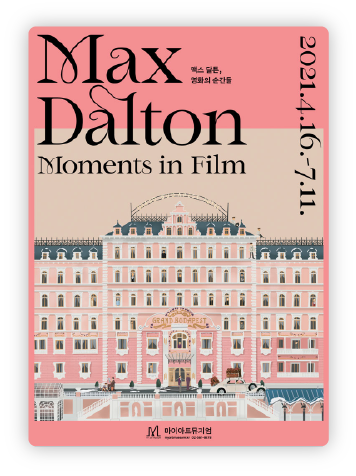 Max
Dalton
맥스 달튼,
영화의 순간들
Moments in Film
2021.4.16.-7.11.
GRAND BUDAPEST
마이아트뮤지엄